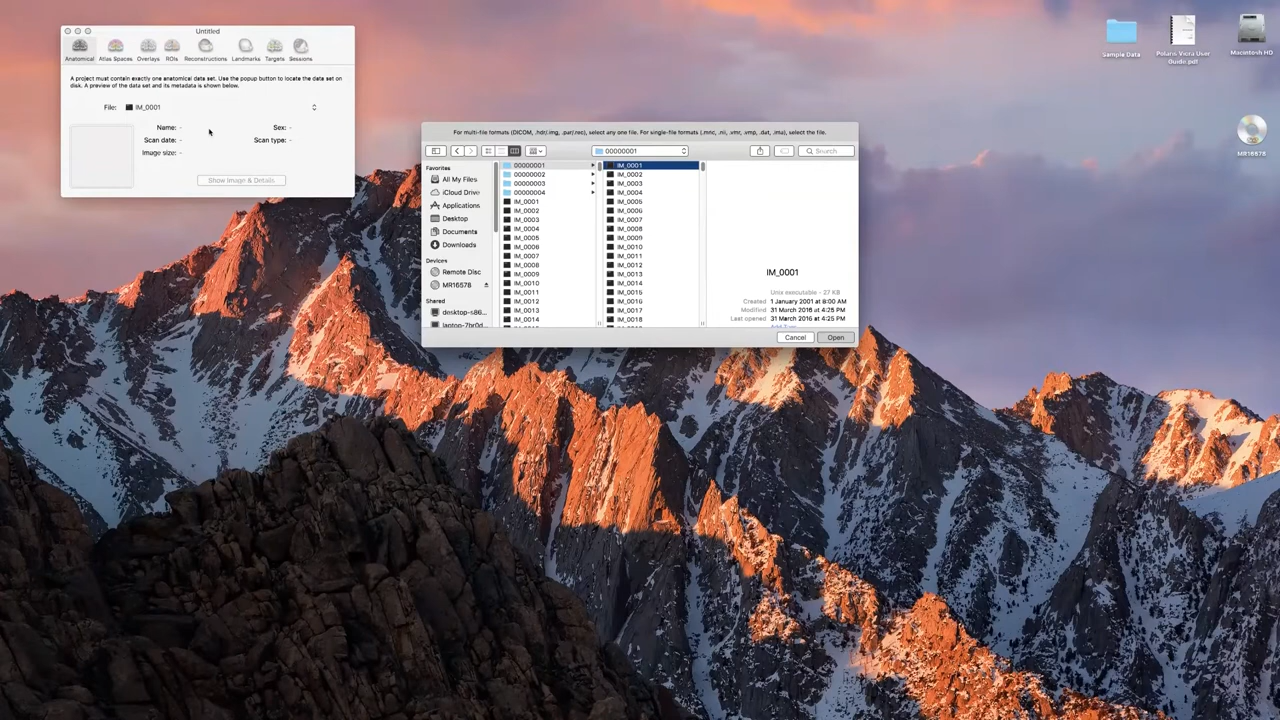 Untitled
Anatomical Atlas Spaces Overlays ROIs Reconstructions Landmarks Targets Sessions
A project must contain exactly one anatomical data set. Use the popup button to locate the data set on
disk. A preview of the data set and its metadata is shown below.
File: IM_0001
Name: - Sex: -
Scan date: - Scan type: -
Image size: -
Show Image & Details...
For multi-file formats (DICOM, .hdr/.img, .par/.rec), select any one file. For single-file formats (.mnc, .nii, .vmr, .vmp, .dat, .ima), select the file.
00000001
Search
Favorites
All My Files
iCloud Drive
Applications
Desktop
Documents
Downloads
Devices
Remote Disc
MR16578
Shared
desktop-s86...
laptop-7br0d...
00000001
00000002
00000003
00000004
IM_0001
IM_0002
IM_0003
IM_0004
IM_0005
IM_0006
IM_0007
IM_0008
IM_0009
IM_0010
IM_0011
IM_0012
IM_0013
IM_0014
IM_0001
IM_0002
IM_0003
IM_0004
IM_0005
IM_0006
IM_0007
IM_0008
IM_0009
IM_0010
IM_0011
IM_0012
IM_0013
IM_0014
IM_0015
IM_0016
IM_0017
IM_0018
IM_0001
Unix executable - 27 KB
Created 1 January 2001 at 8:00 AM
Modified 31 March 2016 at 4:25 PM
Last opened 31 March 2016 at 4:25 PM
Cancel Open
Sample Data
Polaris Vicra User
Guide.pdf
Macintosh HD
MR16578